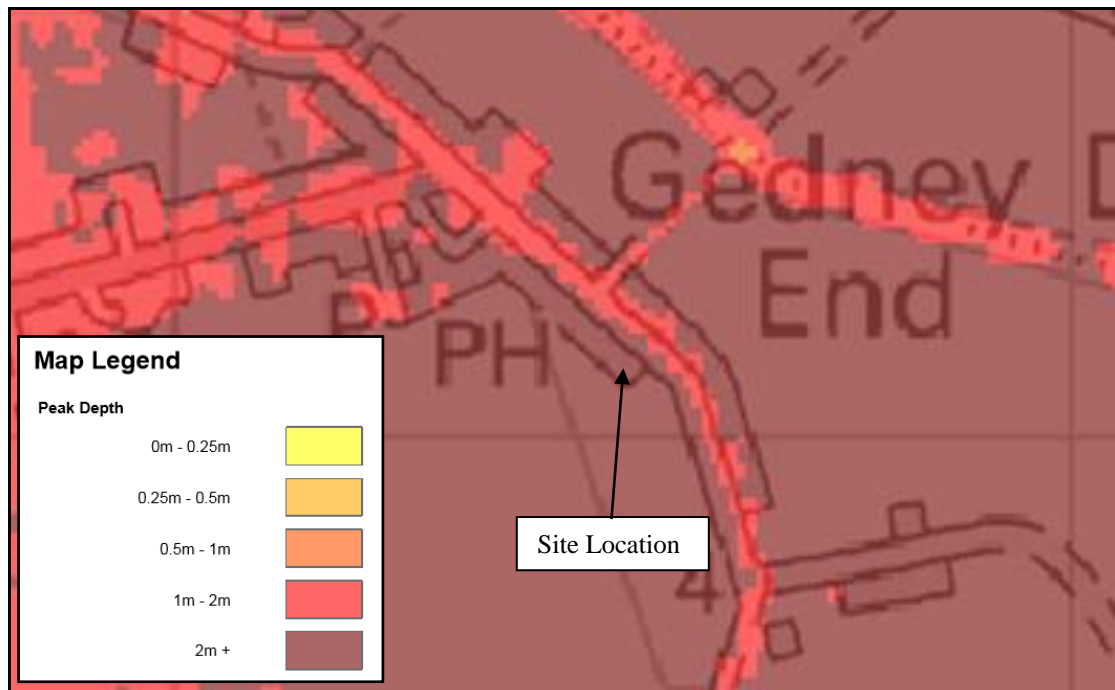 Gedney D
End
P
PH
4
Site Location
Map Legend
Peak Depth
0m - 0.25m
0.25m - 0.5m
0.5m - 1m
1m - 2m
2m +